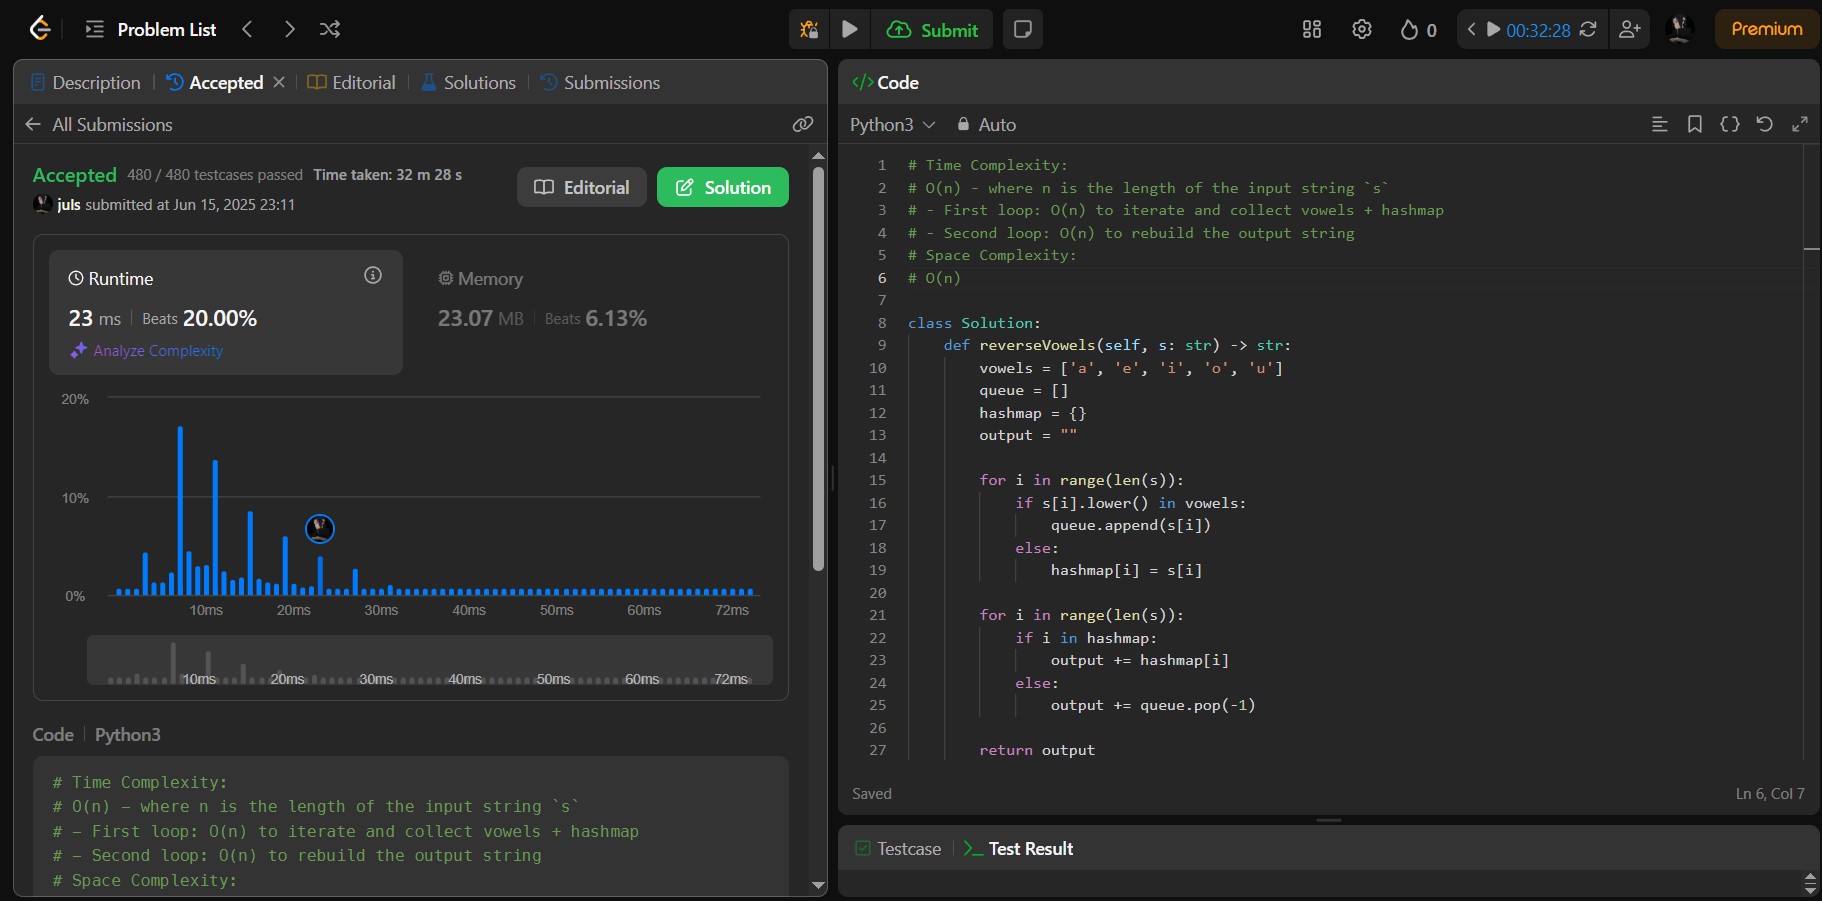 Problem List
Submit
0
00:32:28
Premium
Description
Accepted
Editorial
Solutions
Submissions
All Submissions
Accepted 480 / 480 testcases passed Time taken: 32 m 28 s
juls submitted at Jun 15, 2025 23:11
Editorial
Solution
Runtime
23 ms Beats 20.00%
Analyze Complexity
Memory
23.07 MB Beats 6.13%
20%
10%
0%
10ms 20ms 30ms 40ms 50ms 60ms 72ms
10ms 20ms 30ms 40ms 50ms 60ms 72ms
Code Python3
# Time Complexity:
# O(n) - where n is the length of the input string `s`
# - First loop: O(n) to iterate and collect vowels + hashmap
# - Second loop: O(n) to rebuild the output string
# Space Complexity:
</> Code
Python3 Auto
1 # Time Complexity:
2 # O(n) - where n is the length of the input string `s`
3 # - First loop: O(n) to iterate and collect vowels + hashmap
4 # - Second loop: O(n) to rebuild the output string
5 # Space Complexity:
6 # O(n)
7
8 class Solution:
9 def reverseVowels(self, s: str) -> str:
10 vowels = ['a', 'e', 'i', 'o', 'u']
11 queue = []
12 hashmap = {}
13 output = ""
14
15 for i in range(len(s)):
16 if s[i].lower() in vowels:
17 queue.append(s[i])
18 else:
19 hashmap[i] = s[i]
20
21 for i in range(len(s)):
22 if i in hashmap:
23 output += hashmap[i]
24 else:
25 output += queue.pop(-1)
26
27 return output
Saved
Ln 6, Col 7
Testcase
Test Result